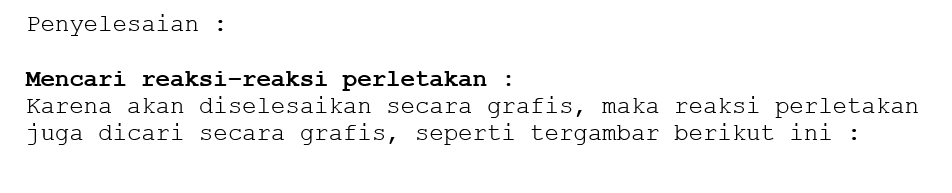 Penyelesaian :
Mencari reaksi-reaksi perletakan :
Karena akan diselesaikan secara grafis, maka reaksi perletakan
juga dicari secara grafis, seperti tergambar berikut ini :